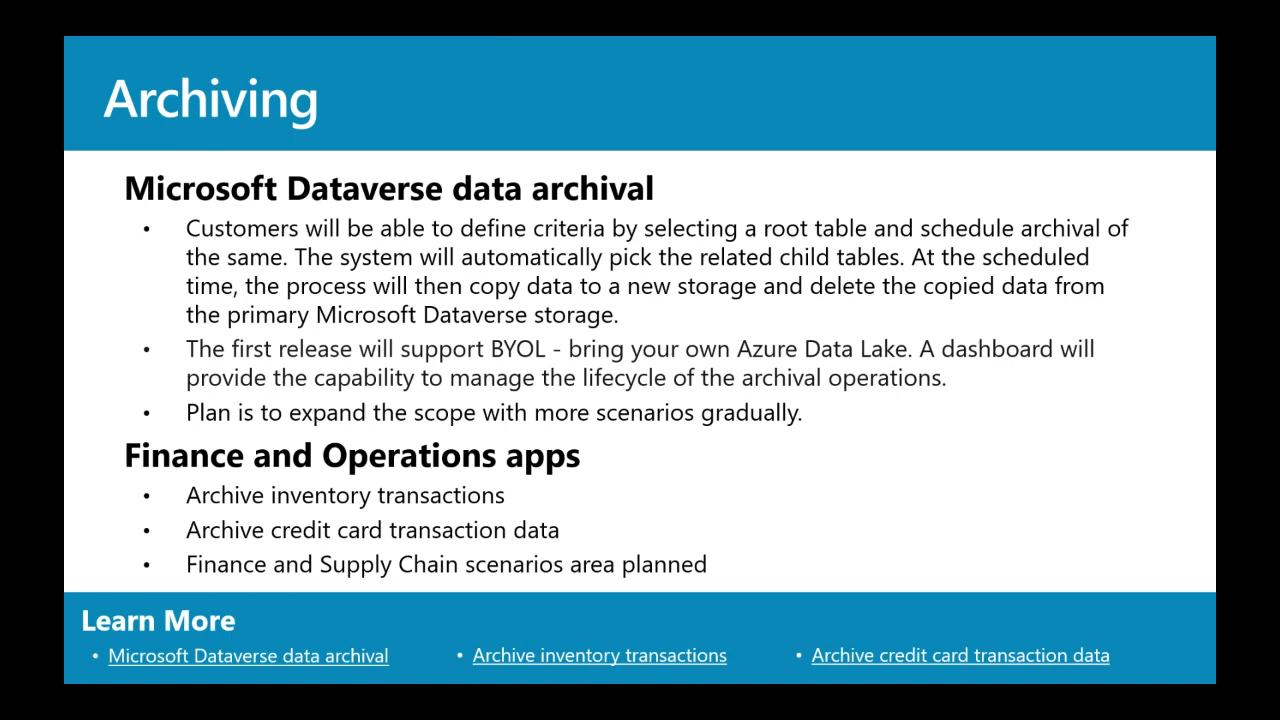 Archiving
Microsoft Dataverse data archival
• Customers will be able to define criteria by selecting a root table and schedule archival of
the same. The system will automatically pick the related child tables. At the scheduled
time, the process will then copy data to a new storage and delete the copied data from
the primary Microsoft Dataverse storage.
• The first release will support BYOL - bring your own Azure Data Lake. A dashboard will
provide the capability to manage the lifecycle of the archival operations.
• Plan is to expand the scope with more scenarios gradually.
Finance and Operations apps
• Archive inventory transactions
• Archive credit card transaction data
• Finance and Supply Chain scenarios area planned
Learn More
• Microsoft Dataverse data archival • Archive inventory transactions • Archive credit card transaction data